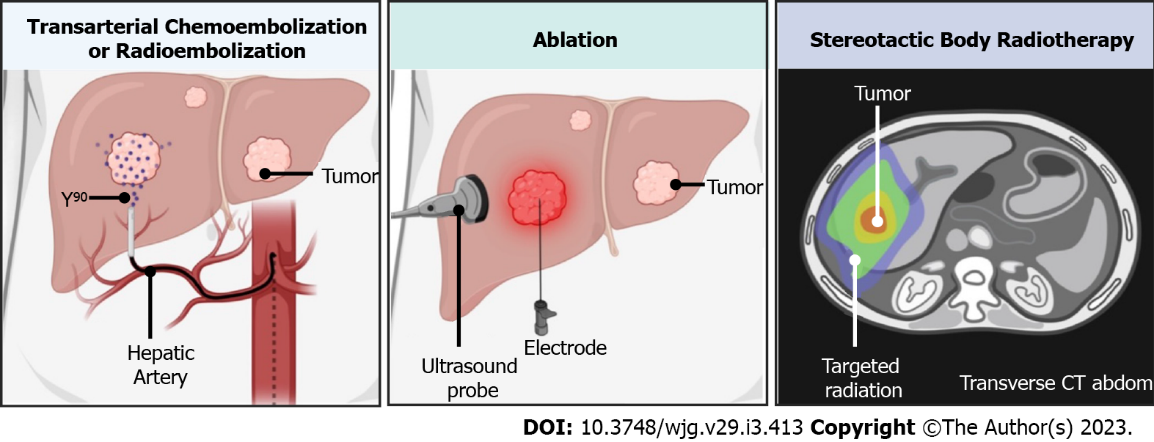 Transarterial Chemoembolization
or Radioembolization
Tumor
Y90
Hepatic
Artery
Ablation
Tumor
Ultrasound
probe
Electrode
Stereotactic Body Radiotherapy
Tumor
Targeted
radiation
Transverse CT abdom
DOI: 10.3748/wjg.v29.i3.413 Copyright ©The Author(s) 2023.